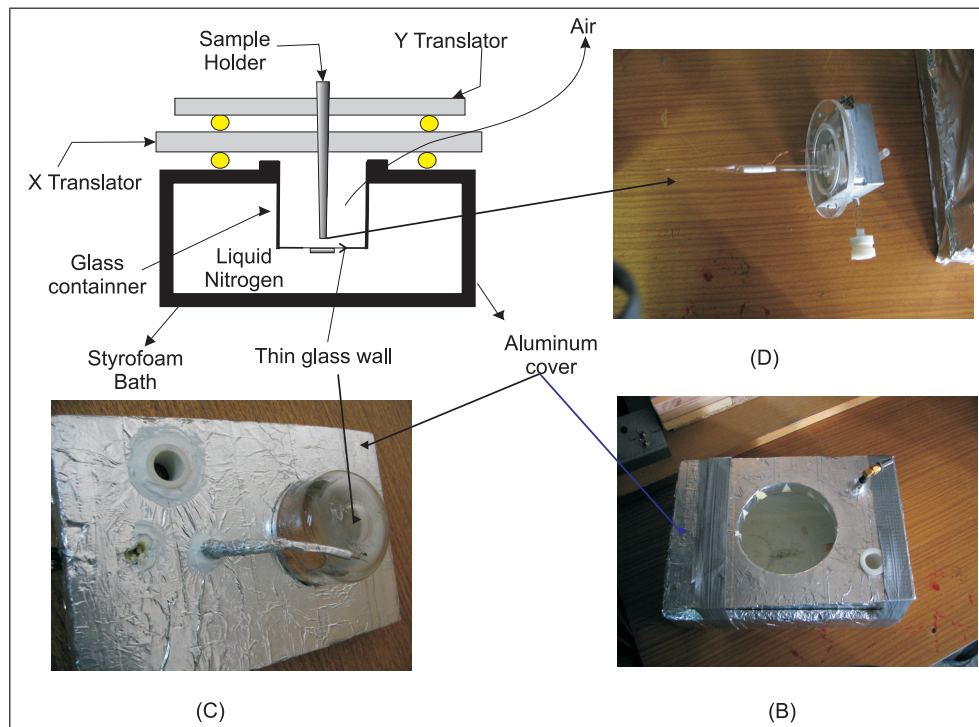 Sample
Holder
Y Translator
Air
X Translator
Glass
containner
Liquid
Nitrogen
Styrofoam
Bath
Thin glass wall
Aluminum
cover
(D)
(C)
(B)